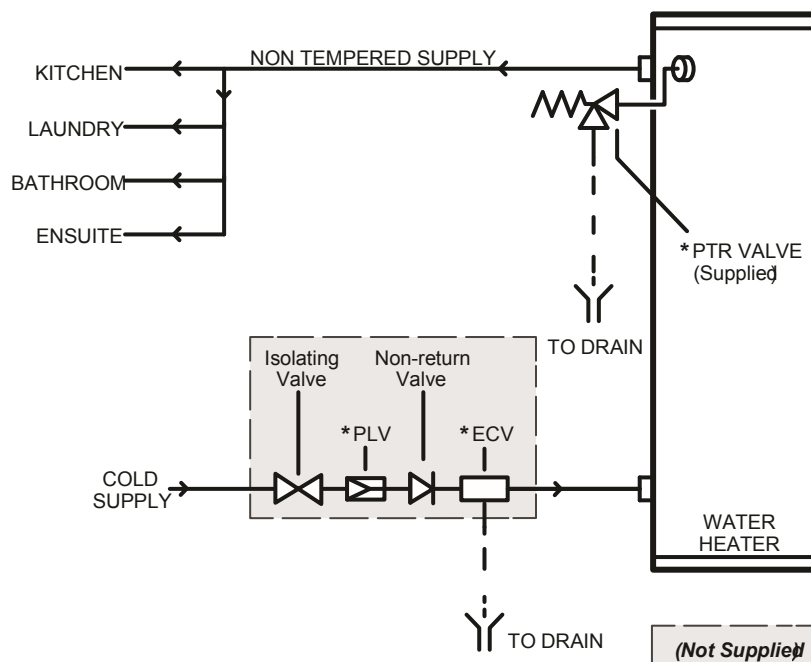 KITCHEN
NON TEMPERED SUPPLY
LAUNDRY
BATHROOM
ENSUITE
*PTR VALVE
(Supplied)
TO DRAIN
Isolating
Valve
Non-return
Valve
*PLV
*ECV
COLD
SUPPLY
WATER
HEATER
TO DRAIN
(Not Supplied)